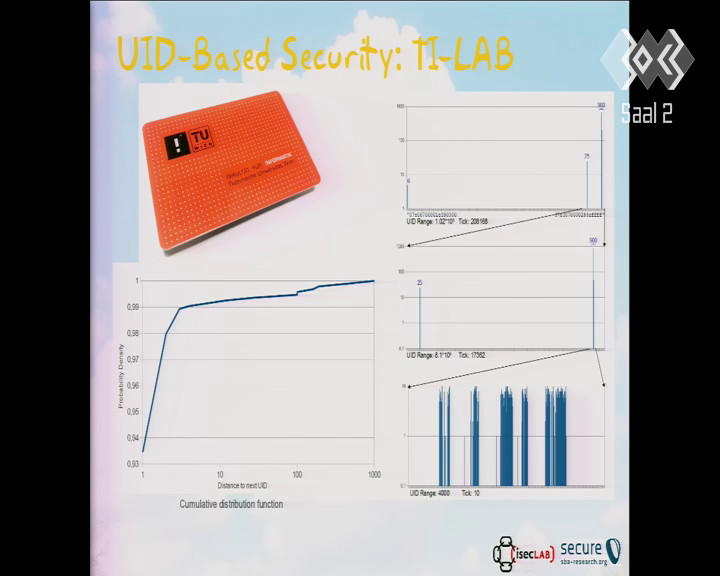 UID-Based Security: TI-LAB
Saal 2
! TU
WIEN
1000
100
10
1
6
75
900
UID Range: 1.02*10⁹ Tick: 208168
1
0,99
0,98
0,97
0,96
0,95
0,94
0,93
Probability Density
1 10 100 1000
Distance to next UID
Cumulative distribution function
1000
100
10
1
0,1
25
900
UID Range: 8.1*10⁶ Tick: 17362
10
1
0,1
UID Range: 4000 Tick: 10
(isecLAB)
secure
sba-research.org